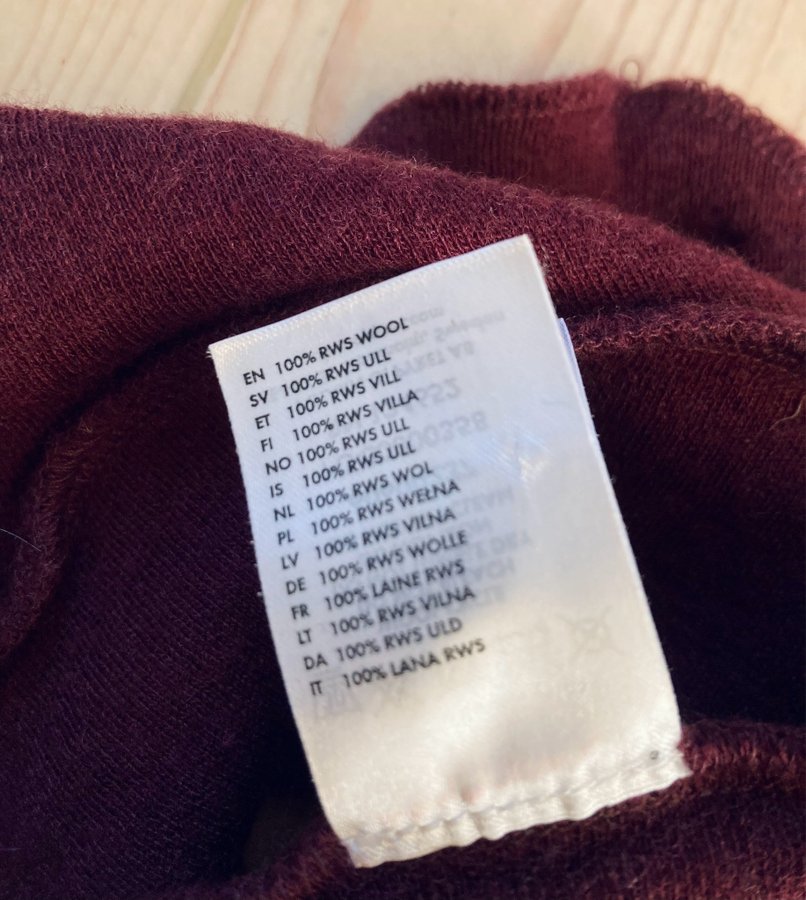 EN 100% RWS WOOL
SV 100% RWS ULL
ET 100% RWS VILL
FI 100% RWS VILLA
NO 100% RWS ULL
IS 100% RWS ULL
NL 100% RWS WOL
PL 100% RWS WEŁNA
LV 100% RWS VILNA
DE 100% RWS WOLLE
FR 100% LAINE RWS
LT 100% RWS VILNA
DA 100% RWS ULD
IT 100% LANA RWS